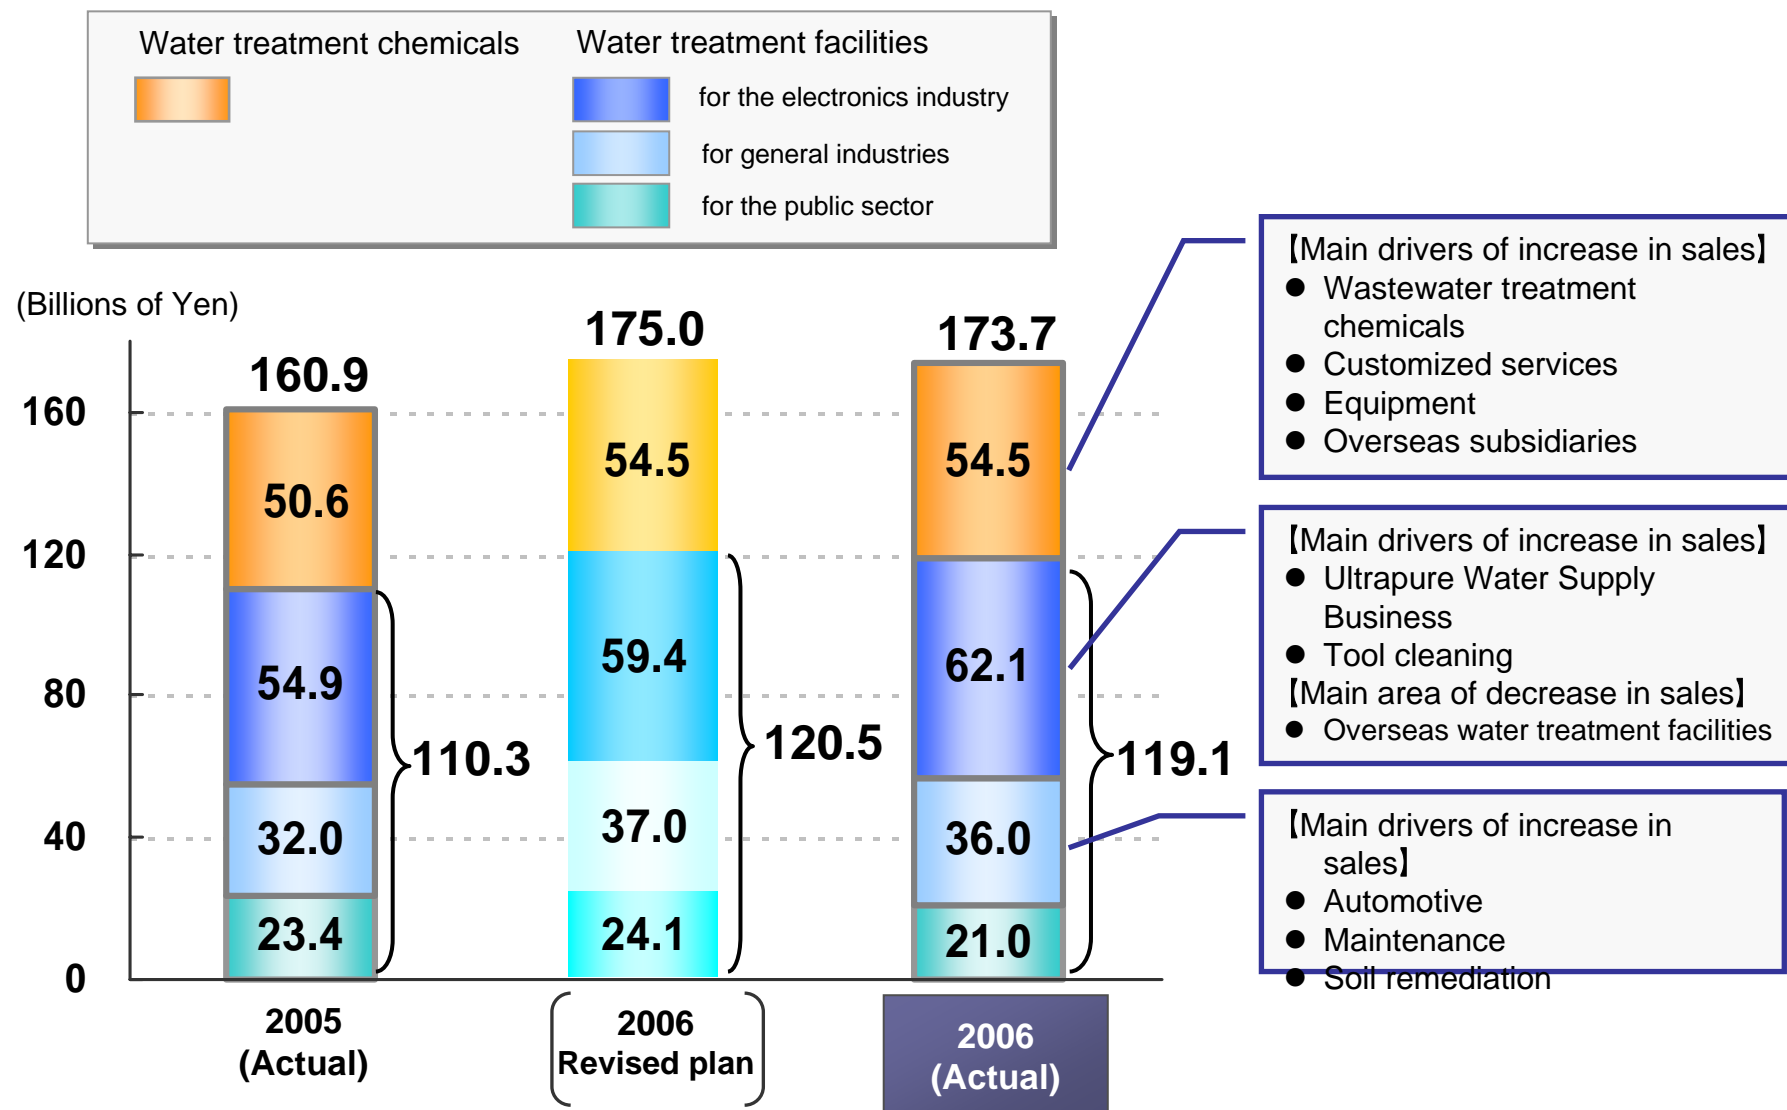 Water treatment chemicals
Water treatment facilities
for the electronics industry
for general industries
for the public sector
(Billions of Yen)
160
120
80
40
0
160.9
50.6
54.9
32.0
23.4
110.3
2005
(Actual)
175.0
54.5
59.4
37.0
24.1
120.5
2006
Revised plan
173.7
54.5
62.1
36.0
21.0
119.1
2006
(Actual)
【Main drivers of increase in sales】
● Wastewater treatment
chemicals
● Customized services
● Equipment
● Overseas subsidiaries
【Main drivers of increase in sales】
● Ultrapure Water Supply
Business
● Tool cleaning
【Main area of decrease in sales】
● Overseas water treatment facilities
【Main drivers of increase in
sales】
● Automotive
● Maintenance
● Soil remediation